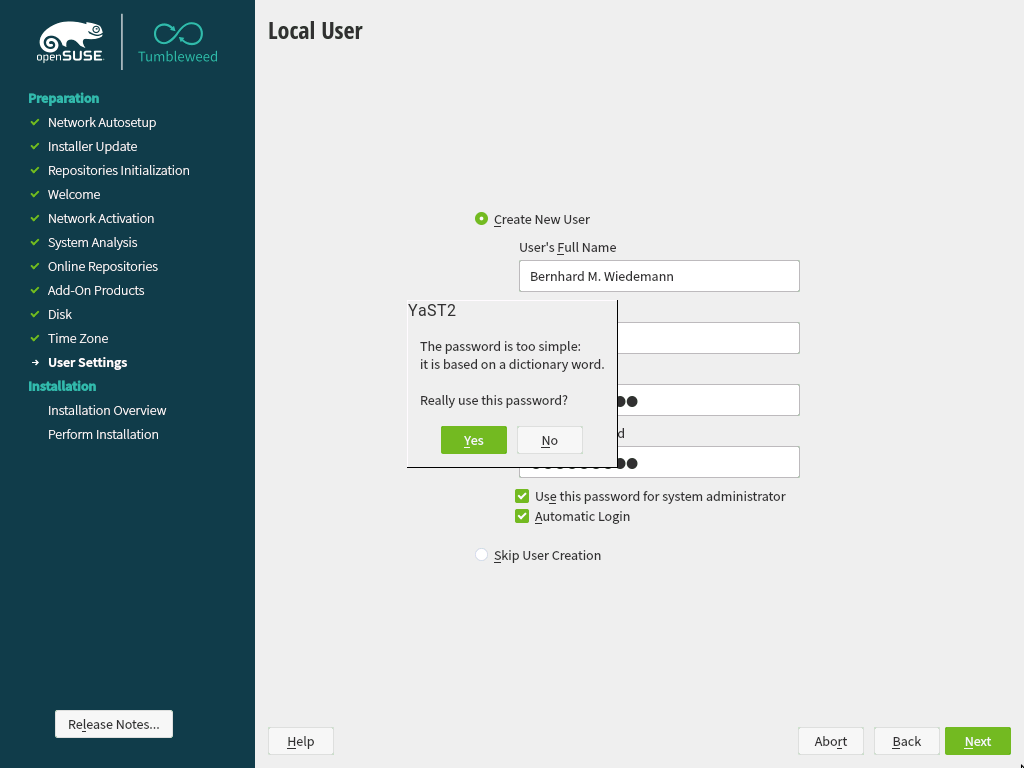 openSUSE
Tumbleweed
Local User
Preparation
Network Autosetup
Installer Update
Repositories Initialization
Welcome
Network Activation
System Analysis
Online Repositories
Add-On Products
Disk
Time Zone
User Settings
Installation
Installation Overview
Perform Installation
Release Notes...
Create New User
User's Full Name
Bernhard M. Wiedemann
YaST2
The password is too simple:
it is based on a dictionary word.
Really use this password?
Yes No
d
Use this password for system administrator
Automatic Login
Skip User Creation
Help Abort Back Next